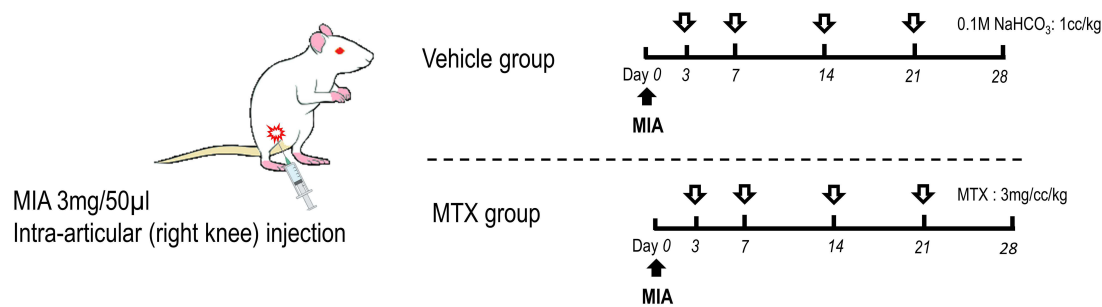 Vehicle group
0.1M NaHCO₃: 1cc/kg
Day 0 3 7 14 21 28
MIA
MIA 3mg/50µl
Intra-articular (right knee) injection
MTX group
MTX : 3mg/cc/kg
Day 0 3 7 14 21 28
MIA